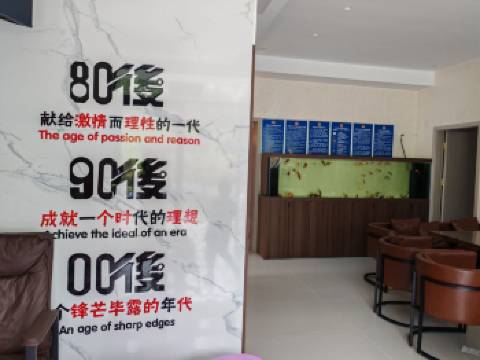 80後
献给激情而理性的一代
The age of passion and reason
90後
成就一个时代的理想
Achieve the ideal of an era
00後
个锋芒毕露的年代
An age of sharp edges